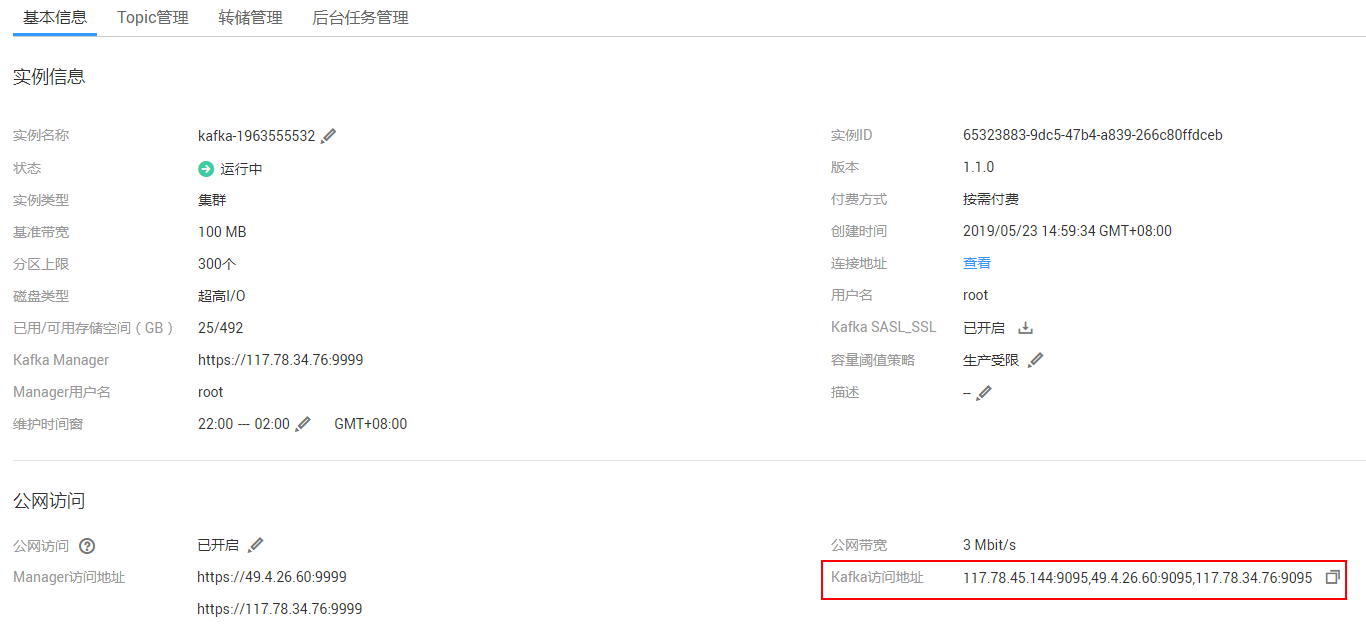 基本信息 Topic管理 转储管理 后台任务管理
实例信息
实例名称 kafka-1963555532 实例ID 65323883-9dc5-47b4-a839-266c80ffdceb
状态 运行中 版本 1.1.0
实例类型 集群 付费方式 按需付费
基准带宽 100 MB 创建时间 2019/05/23 14:59:34 GMT+08:00
分区上限 300个 连接地址 查看
磁盘类型 超高I/O 用户名 root
已用/可用存储空间（GB） 25/492 Kafka SASL_SSL 已开启
Kafka Manager https://117.78.34.76:9999 容量阈值策略 生产受限
Manager用户名 root 描述 --
维护时间窗 22:00 --- 02:00 GMT+08:00
公网访问
公网访问 ? 已开启 公网带宽 3 Mbit/s
Manager访问地址 https://49.4.26.60:9999 Kafka访问地址 117.78.45.144:9095,49.4.26.60:9095,117.78.34.76:9095
https://117.78.34.76:9999